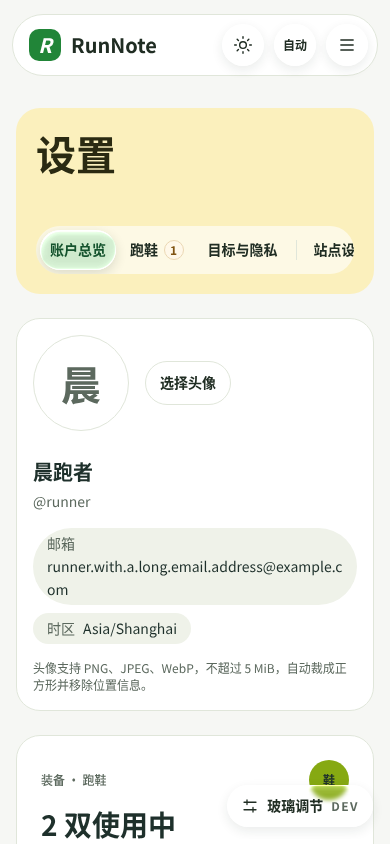 R RunNote 自动
设置
账户总览 跑鞋 1 目标与隐私 站点设
晨 选择头像
晨跑者
@runner
邮箱
runner.with.a.long.email.address@example.c
om
时区 Asia/Shanghai
头像支持 PNG、JPEG、WebP，不超过 5 MiB，自动裁成正
方形并移除位置信息。
装备 · 跑鞋 鞋
玻璃调节 DEV
2 双使用中